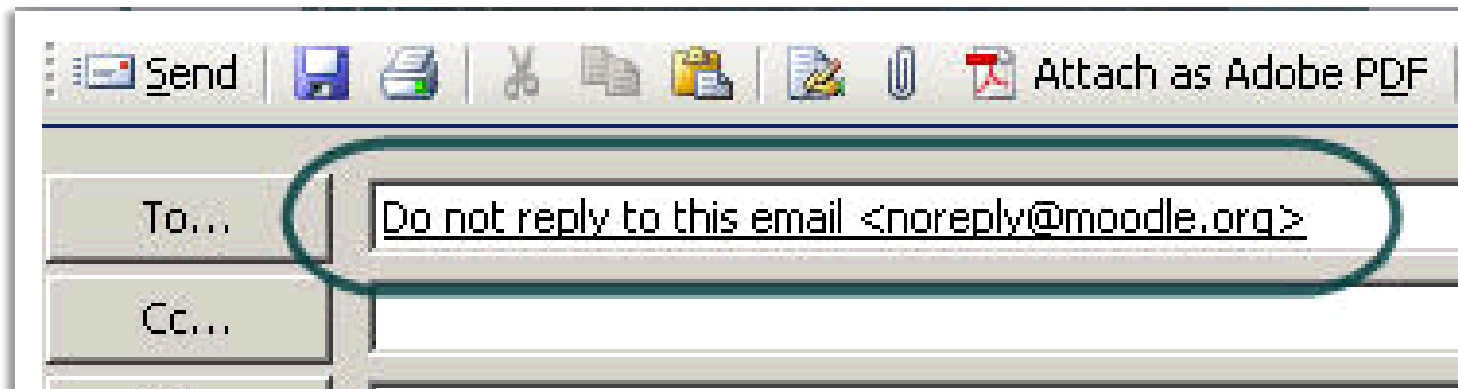 Send Attach as Adobe PDF
To... Do not reply to this email <noreply@moodle.org>
Cc...